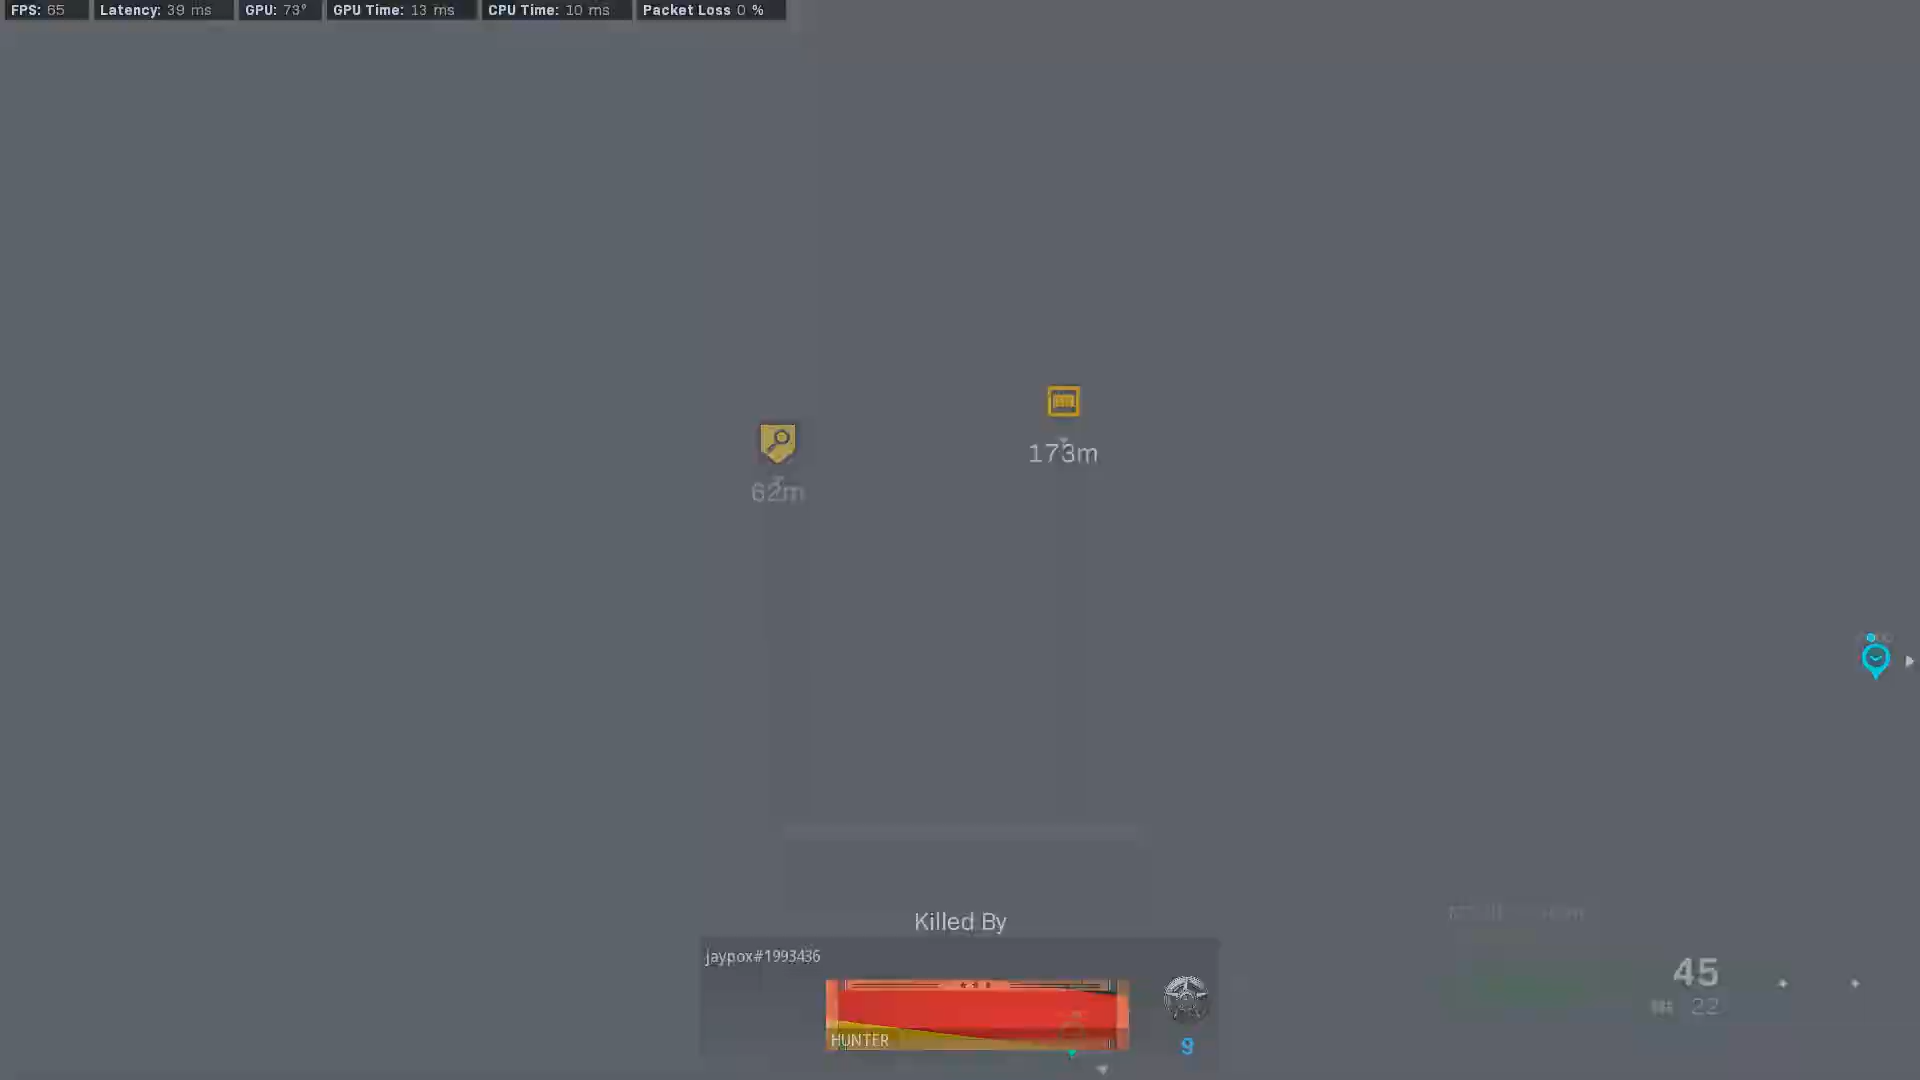 FPS: 65 Latency: 39 ms GPU: 73° GPU Time: 13 ms CPU Time: 10 ms Packet Loss 0 %
173m
62m
Killed By
jaypox#1993436
45
22
HUNTER
9